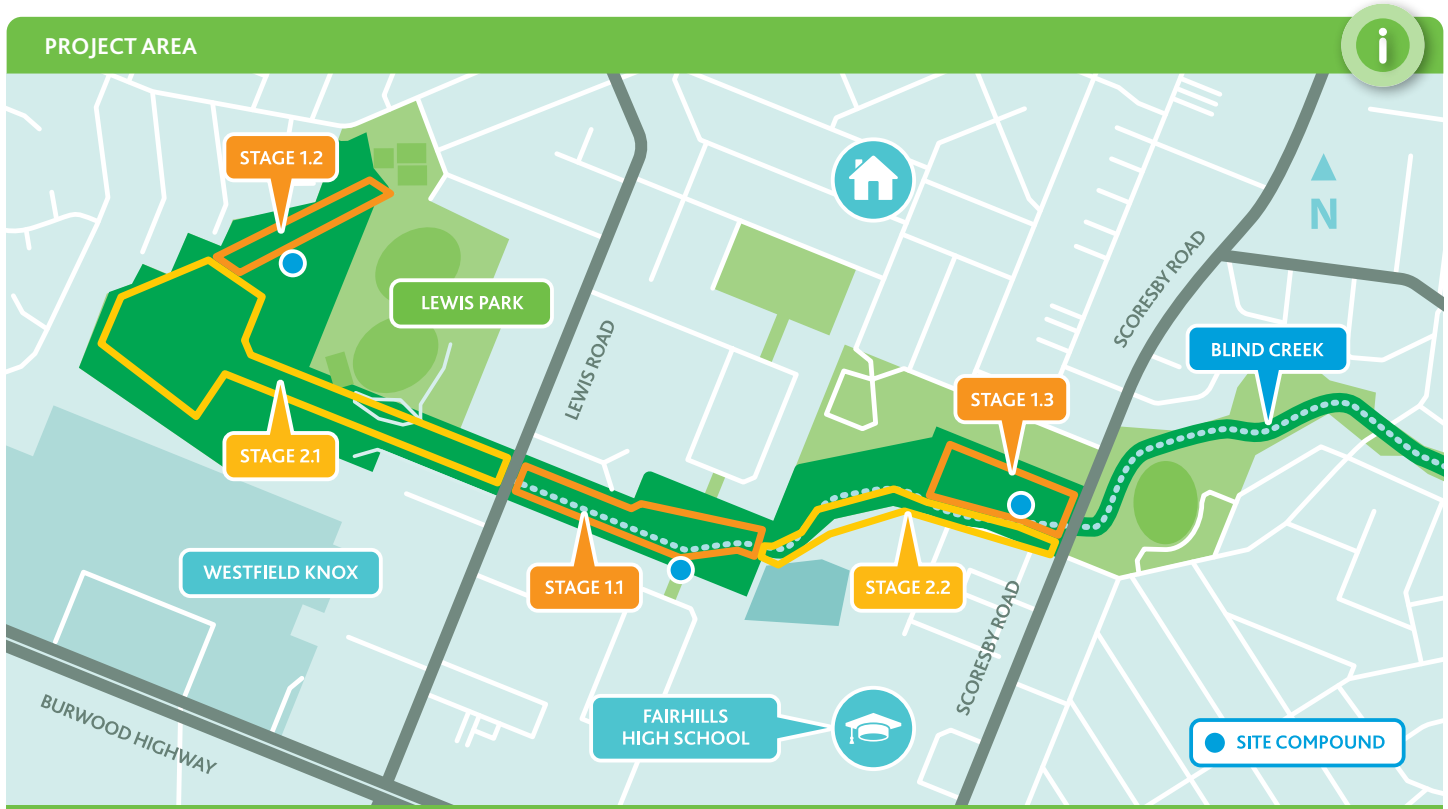 PROJECT AREA
i
STAGE 1.2
LEWIS PARK
N
SCORESBY ROAD
BLIND CREEK
LEWIS ROAD
STAGE 1.3
STAGE 2.1
WESTFIELD KNOX
STAGE 1.1
STAGE 2.2
SCORESBY ROAD
BURWOOD HIGHWAY
FAIRHILLS
HIGH SCHOOL
SITE COMPOUND